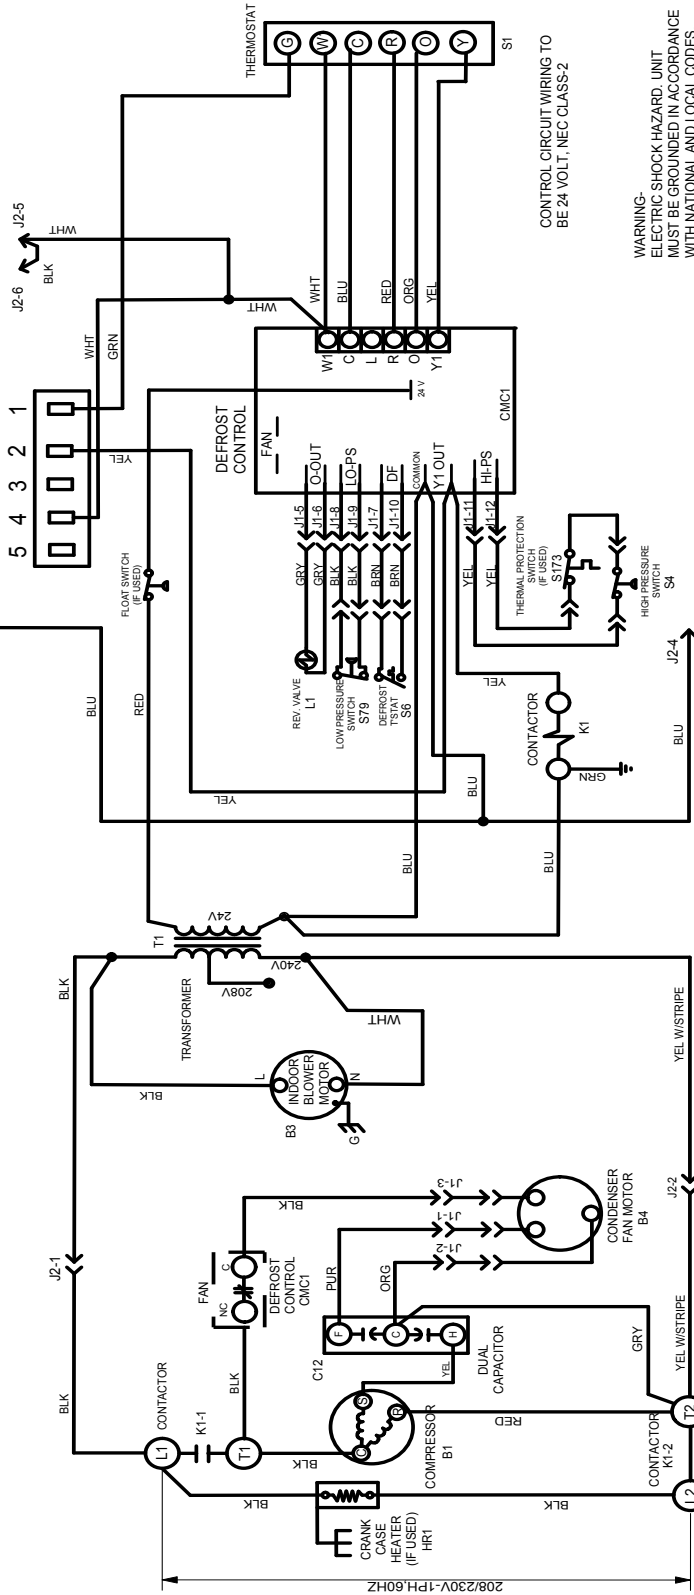 THERMOSTAT
G
W
C
R
O
Y
S1
CONTROL CIRCUIT WIRING TO
BE 24 VOLT, NEC CLASS-2
WARNING-
ELECTRIC SHOCK HAZARD. UNIT
MUST BE GROUNDED IN ACCORDANCE
WITH NATIONAL AND LOCAL CODES
J2-6
J2-5
BLK
WHT
WHT
GRN
WHT
5
4
3
2
1
YEL
WHT
BLU
RED
ORG
YEL
DEFROST
CONTROL
FAN
W1
C
L
R
O
Y1
24 V
CMC1
O-OUT
LO-PS
DF
COMMON
Y1 OUT
HI-PS
J1-5
J1-6
J1-8
J1-9
J1-7
J1-10
J1-11
J1-12
GRY
GRY
BLK
BLK
BRN
BRN
YEL
YEL
FLOAT SWITCH
(IF USED)
REV. VALVE
L1
LOW PRESSURE
SWITCH
S79
DEFROST
T'STAT
S6
THERMAL PROTECTION
SWITCH
(IF USED)
S173
HIGH PRESSURE
SWITCH
S4
BLU
RED
YEL
BLU
BLU
YEL
CONTACTOR
K1
GRN
BLU
BLU
J2-4
T1
24V
TRANSFORMER
208V
240V
BLK
BLK
L
INDOOR
BLOWER
MOTOR
N
B3
G
WHT
YEL W/STRIPE
J2-1
J2-2
BLK
FAN
NC
C
DEFROST
CONTROL
CMC1
BLK
J1-3
J1-1
J1-2
PUR
ORG
CONDENSER
FAN MOTOR
B4
C12
F
C
H
DUAL
CAPACITOR
YEL
GRY
YEL W/STRIPE
BLK
L1
CONTACTOR
K1-1
T1
BLK
BLK
S
C
R
COMPRESSOR
B1
RED
CONTACTOR
K1-2
T2
L2
BLK
CRANK
CASE
HEATER
(IF USED)
HR1
BLK
208/230V-1PH,60HZ